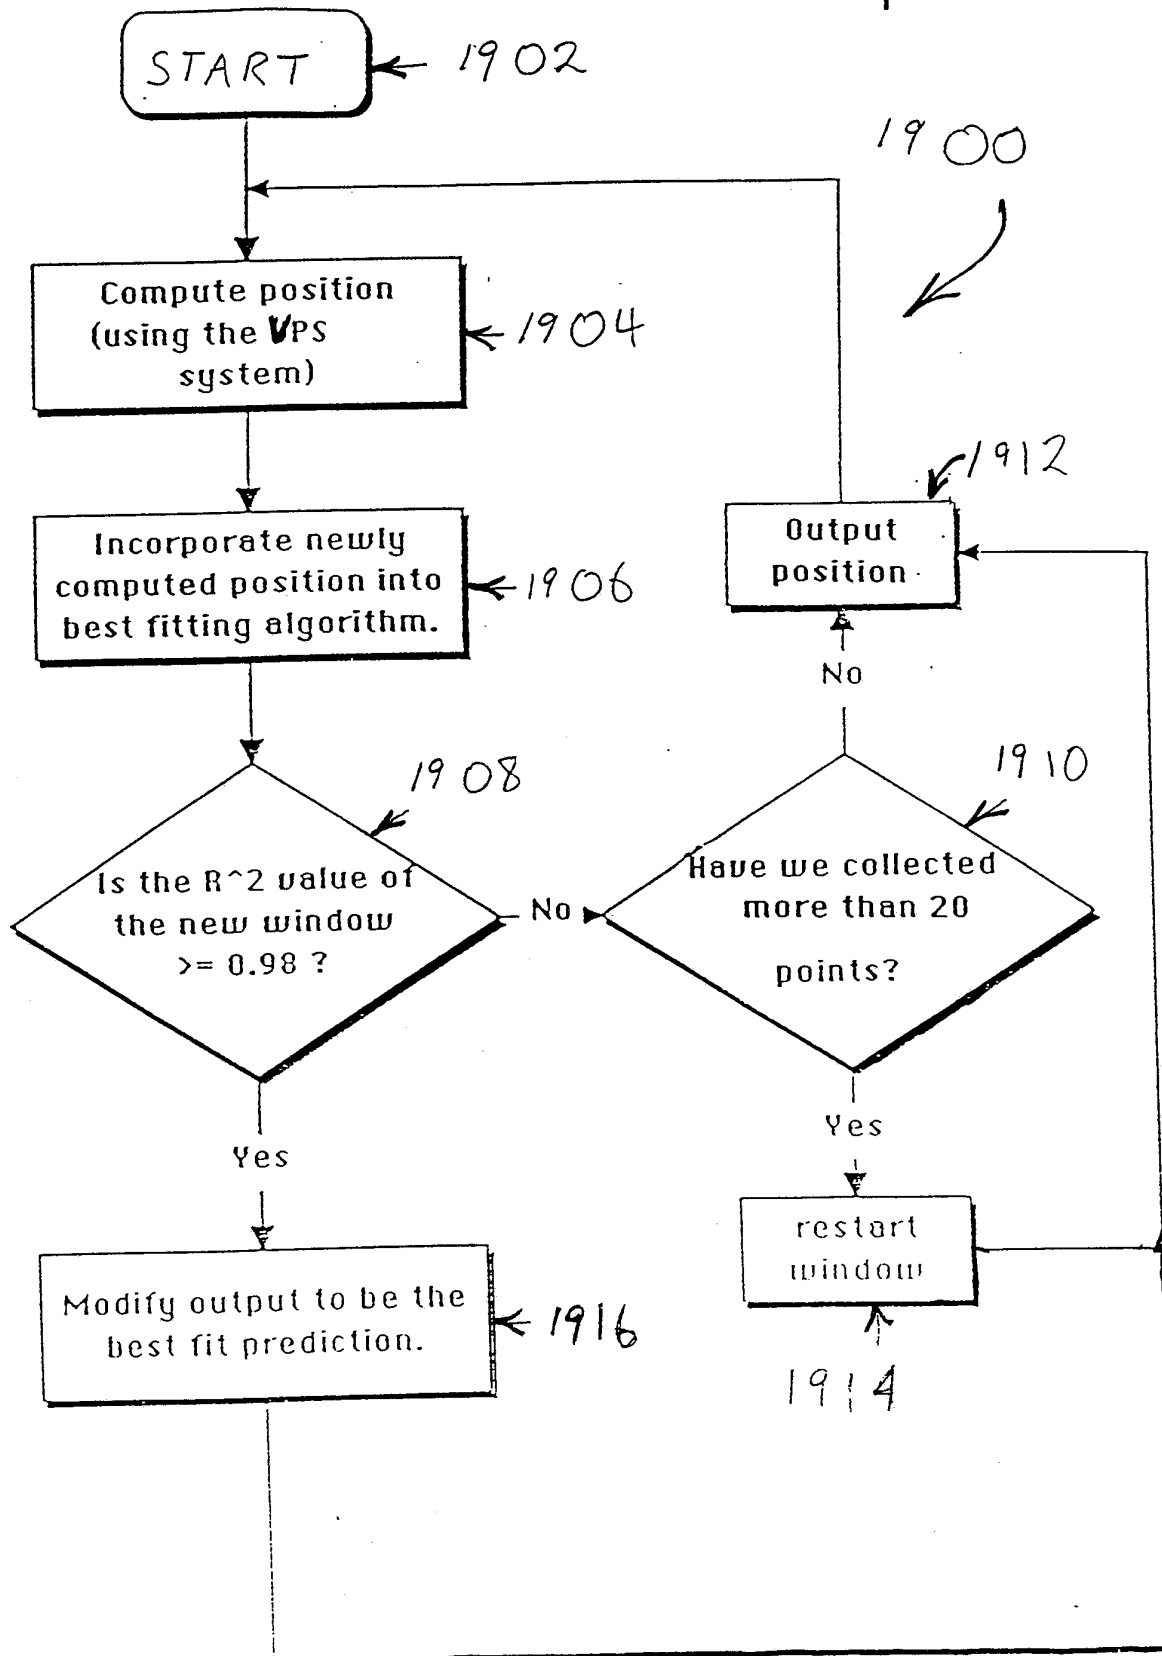 START
1902
1900
Compute position
(using the VPS
system)
1904
1912
Output
position
Incorporate newly
computed position into
best fitting algorithm.
1906
No
1908
1910
Is the R^2 value of
the new window
>= 0.98 ?
No
Have we collected
more than 20
points?
Yes
Yes
restart
window
Modify output to be the
best fit prediction.
1916
1914